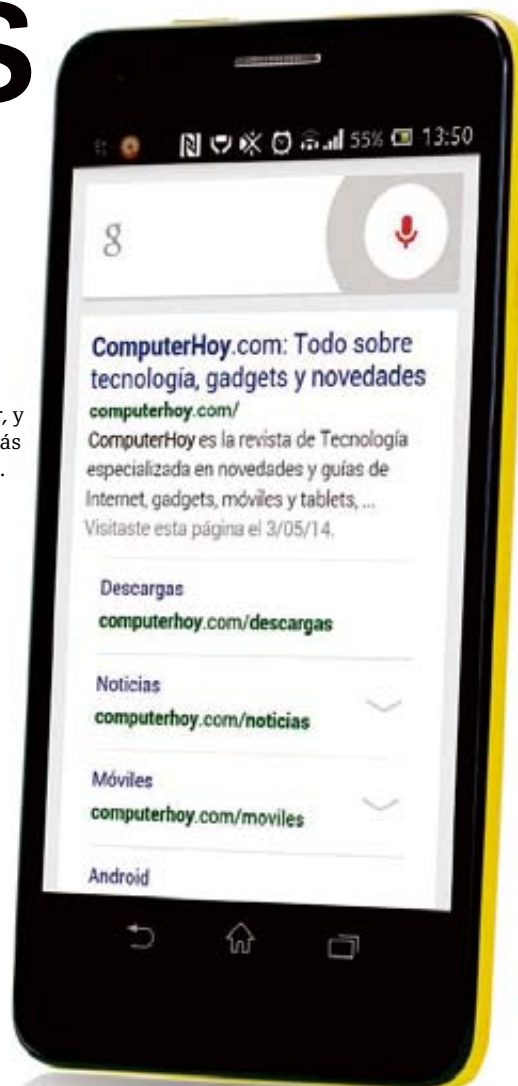 S
55% 13:50
g
ComputerHoy.com: Todo sobre
tecnología, gadgets y novedades
computerhoy.com/
ComputerHoy es la revista de Tecnología
especializada en novedades y guías de
Internet, gadgets, móviles y tablets, ...
Visitaste esta página el 3/05/14.
, y
ás
.
Descargas
computerhoy.com/descargas
Noticias
computerhoy.com/noticias
Móviles
computerhoy.com/moviles
Android